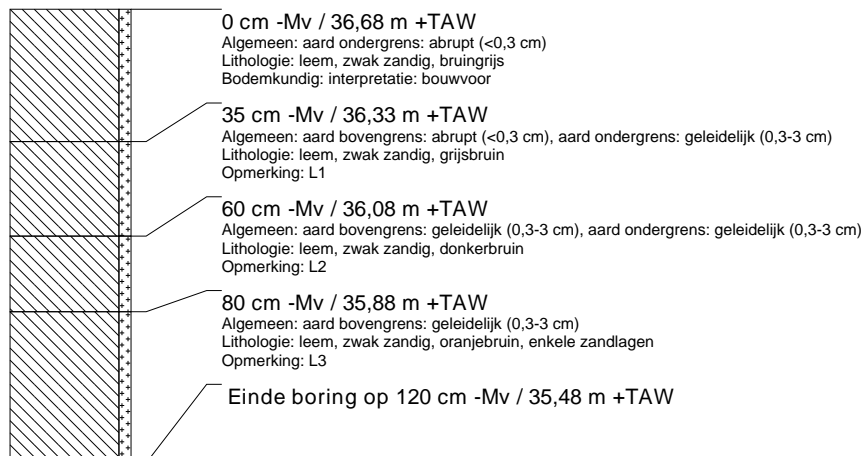 0 cm -Mv / 36,68 m +TAW
Algemeen: aard ondergrens: abrupt (<0,3 cm)
Lithologie: leem, zwak zandig, bruingrijs
Bodemkundig: interpretatie: bouwvoor
35 cm -Mv / 36,33 m +TAW
Algemeen: aard bovengrens: abrupt (<0,3 cm), aard ondergrens: geleidelijk (0,3-3 cm)
Lithologie: leem, zwak zandig, grijsbruin
Opmerking: L1
60 cm -Mv / 36,08 m +TAW
Algemeen: aard bovengrens: geleidelijk (0,3-3 cm), aard ondergrens: geleidelijk (0,3-3 cm)
Lithologie: leem, zwak zandig, donkerbruin
Opmerking: L2
80 cm -Mv / 35,88 m +TAW
Algemeen: aard bovengrens: geleidelijk (0,3-3 cm)
Lithologie: leem, zwak zandig, oranjebruin, enkele zandlagen
Opmerking: L3
Einde boring op 120 cm -Mv / 35,48 m +TAW